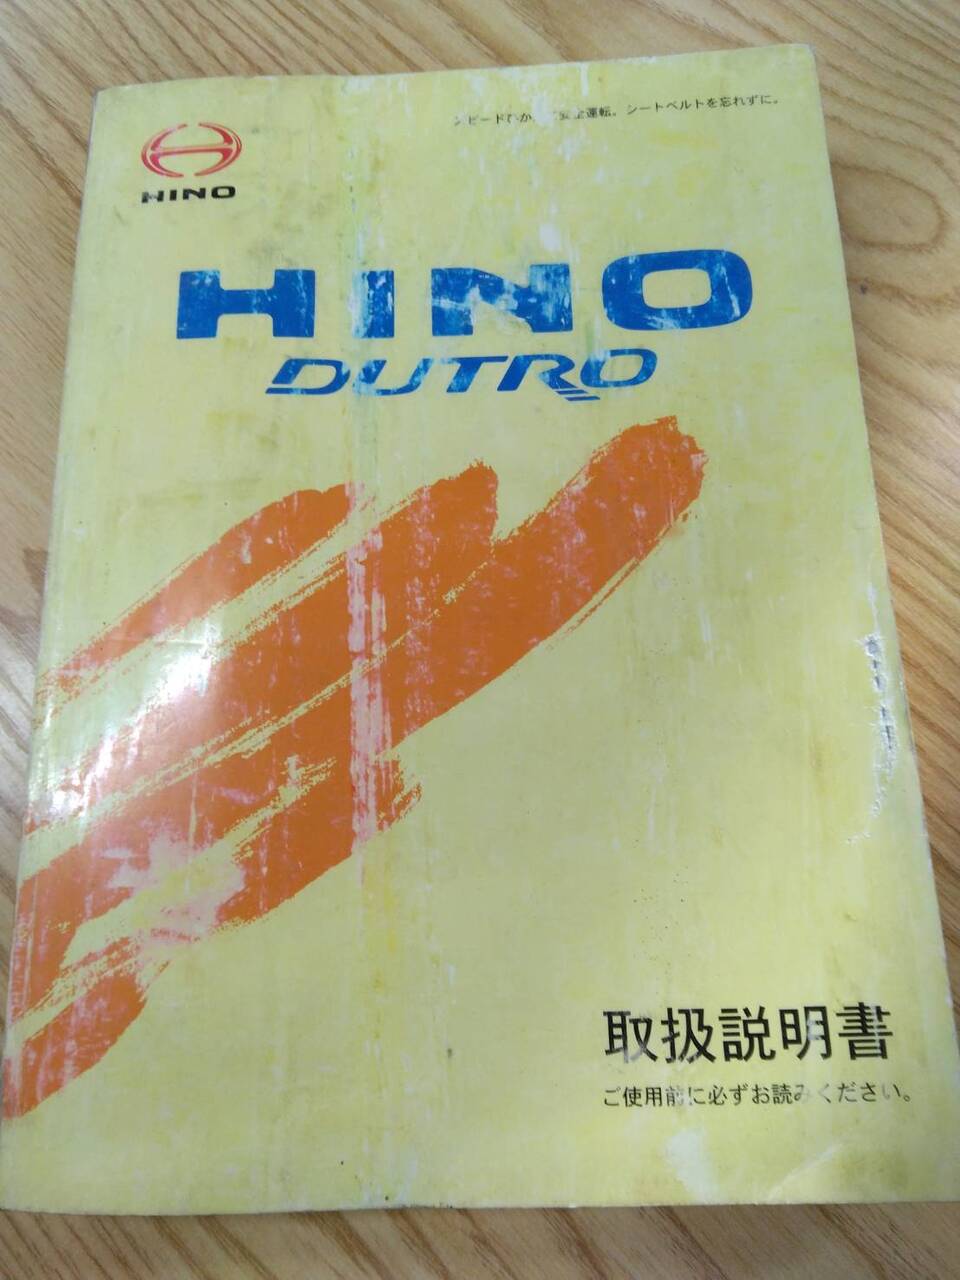 スピードひかえて安全運転。シートベルトを忘れずに。
HINO
HINO
DUTRO
取扱説明書
ご使用前に必ずお読みください。